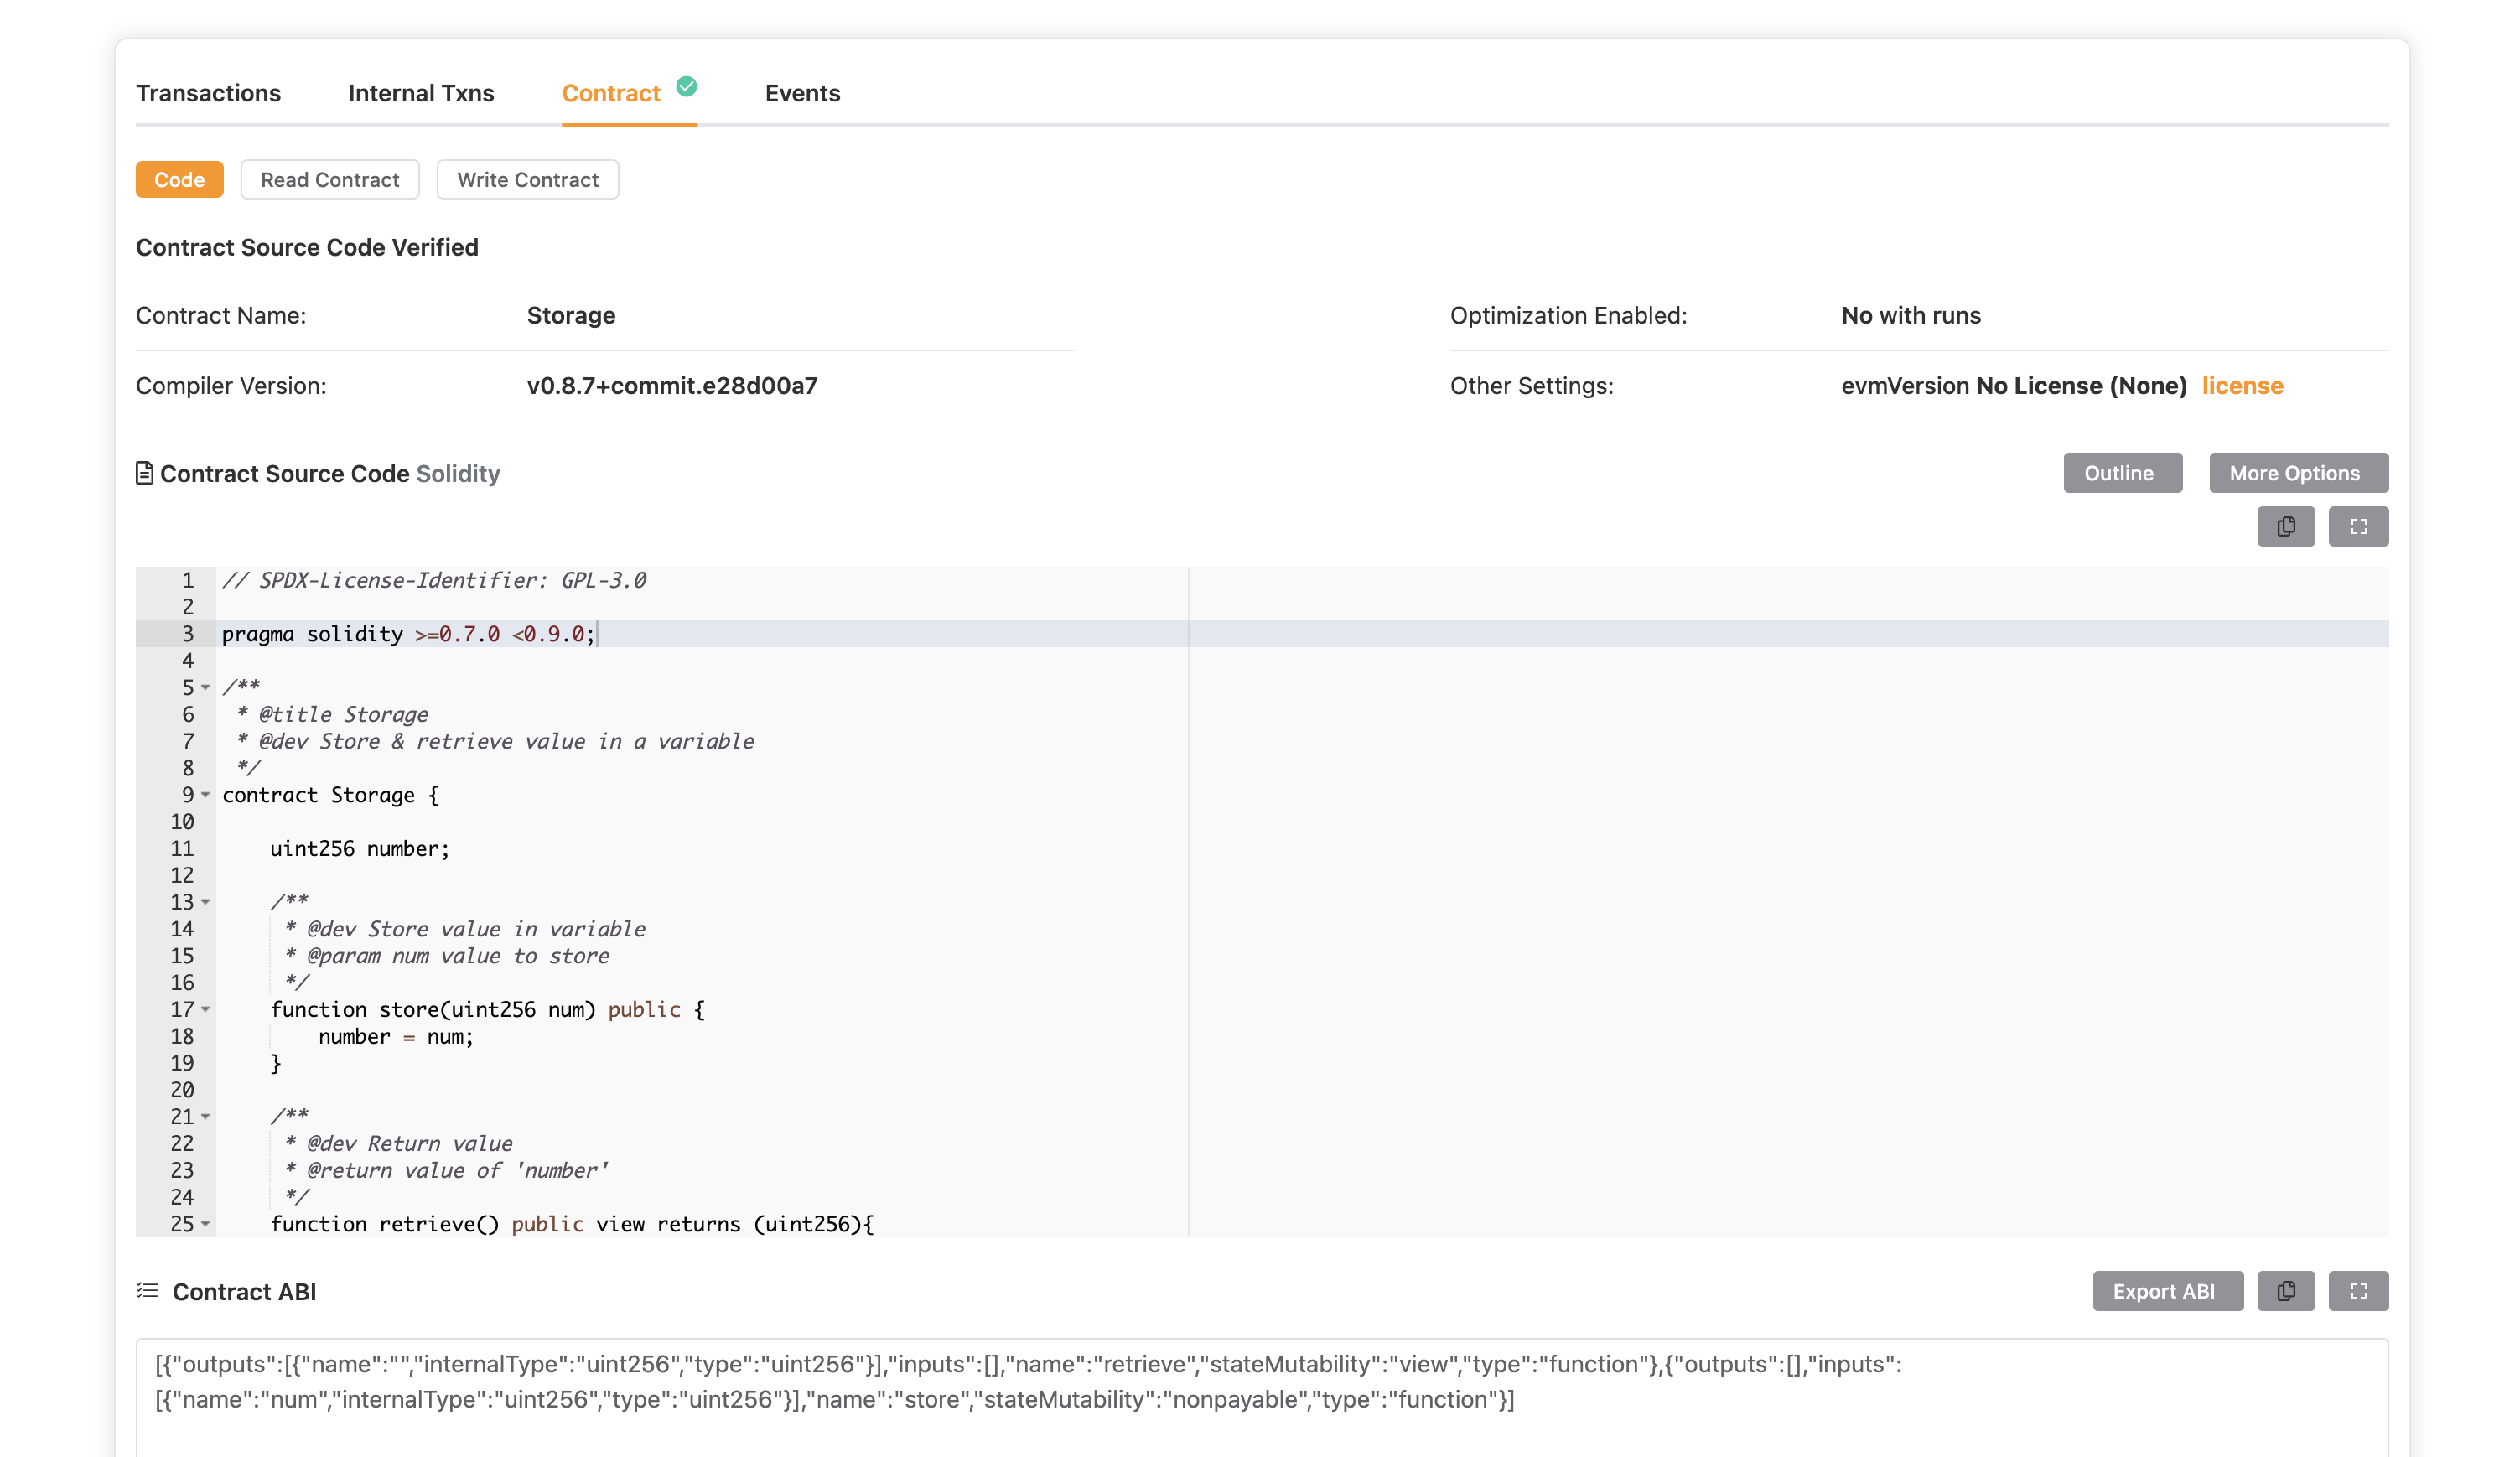 Transactions Internal Txns Contract Events
Code Read Contract Write Contract
Contract Source Code Verified
Contract Name: Storage Optimization Enabled: No with runs
Compiler Version: v0.8.7+commit.e28d00a7 Other Settings: evmVersion No License (None) license
Contract Source Code Solidity Outline More Options
1 // SPDX-License-Identifier: GPL-3.0
2
3 pragma solidity >=0.7.0 <0.9.0;
4
5 /**
6  * @title Storage
7  * @dev Store & retrieve value in a variable
8  */
9 contract Storage {
10
11     uint256 number;
12
13     /**
14      * @dev Store value in variable
15      * @param num value to store
16      */
17     function store(uint256 num) public {
18         number = num;
19     }
20
21     /**
22      * @dev Return value
23      * @return value of 'number'
24      */
25     function retrieve() public view returns (uint256){
Contract ABI Export ABI
[{"outputs":[{"name":"","internalType":"uint256","type":"uint256"}],"inputs":[],"name":"retrieve","stateMutability":"view","type":"function"},{"outputs":[],"inputs":
[{"name":"num","internalType":"uint256","type":"uint256"}],"name":"store","stateMutability":"nonpayable","type":"function"}]